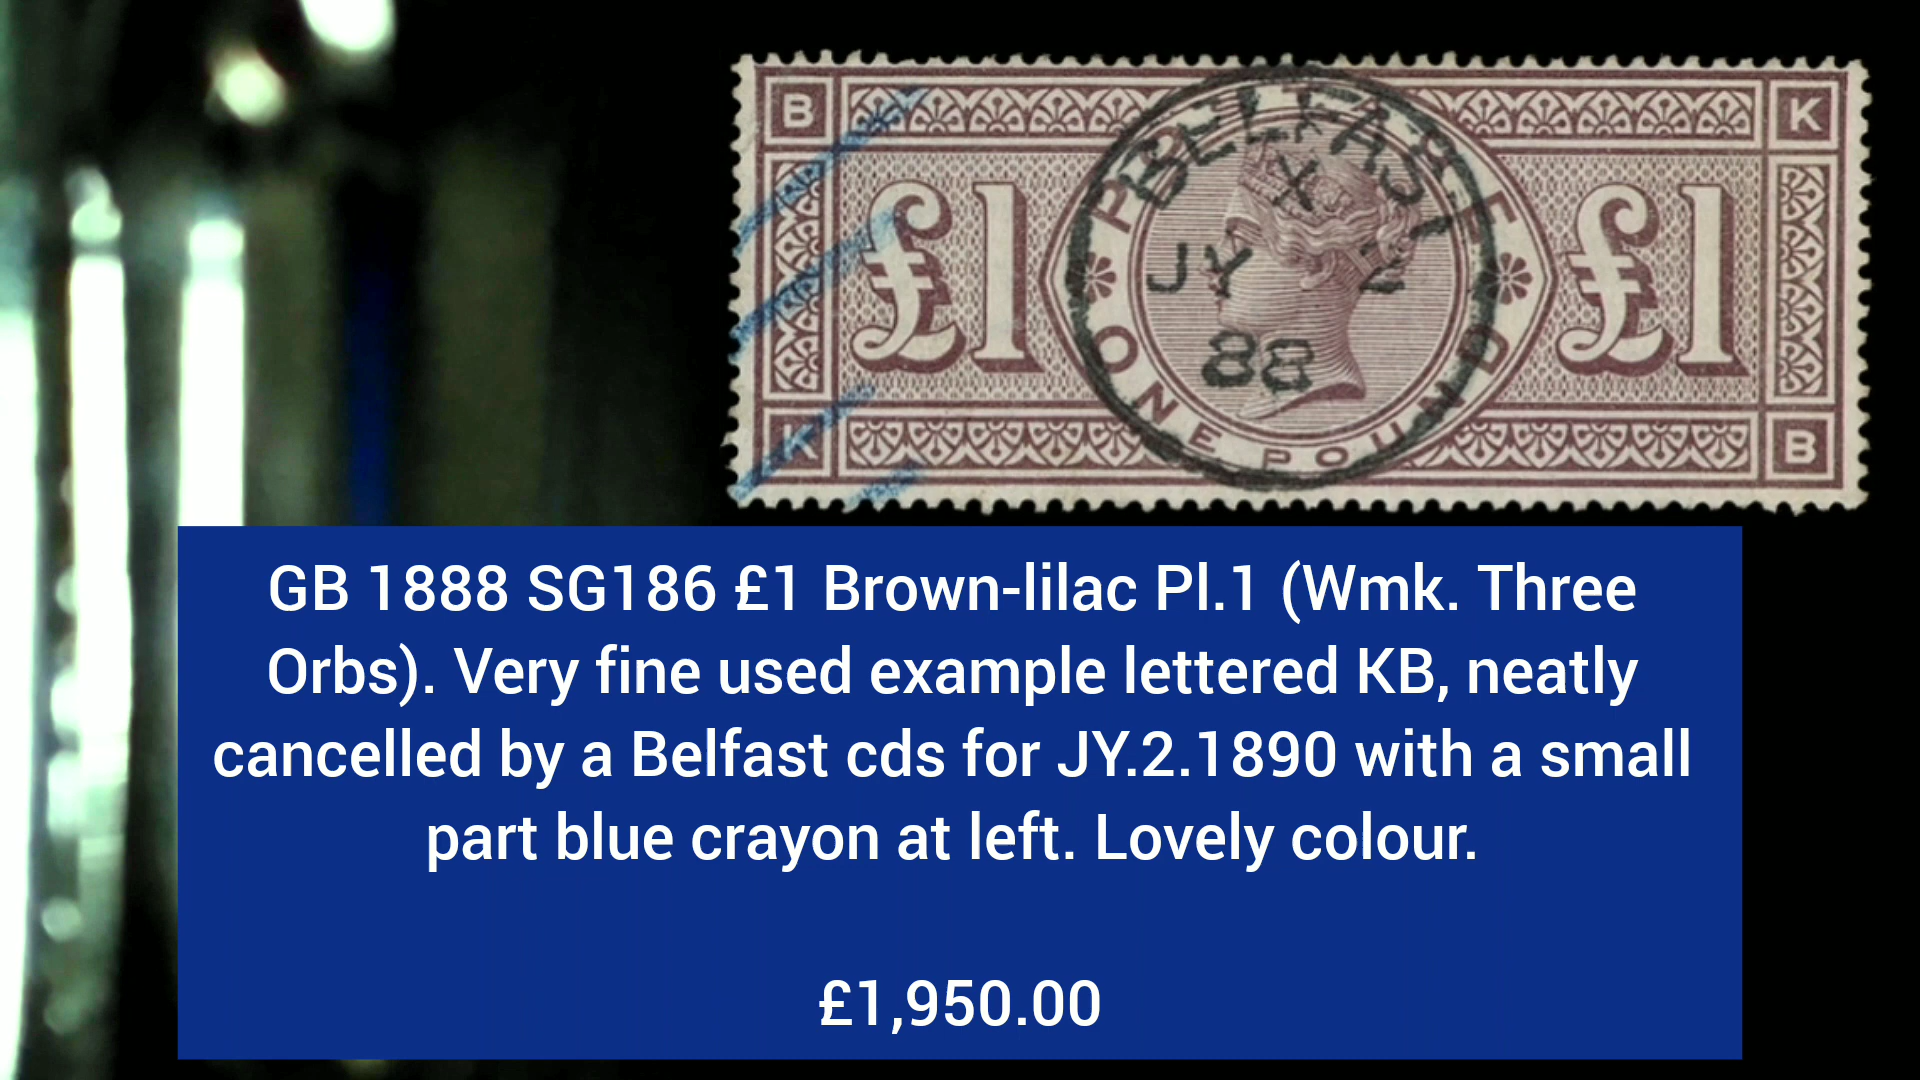 B K
BELFAST
X
£1 JY 2 £1
88
K B
ONE POUND
GB 1888 SG186 £1 Brown-lilac Pl.1 (Wmk. Three
Orbs). Very fine used example lettered KB, neatly
cancelled by a Belfast cds for JY.2.1890 with a small
part blue crayon at left. Lovely colour.
£1,950.00